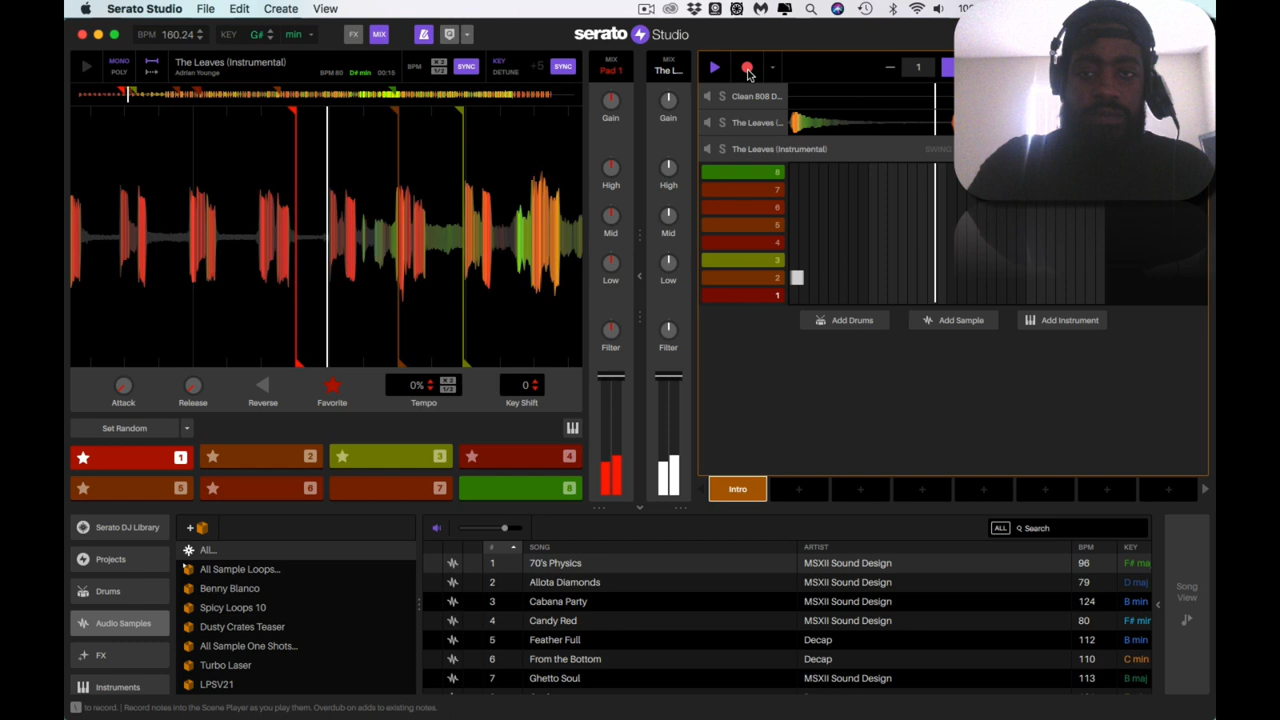 Serato Studio File Edit Create View
BPM 160.24 KEY G# min FX MIX serato Studio
MONO
POLY
The Leaves (Instrumental)
Adrian Younge
BPM 80 D# min 00:15
BPM x 2 1/2 SYNC KEY DETUNE +5 SYNC
MIX
Pad 1
MIX
The L...
1
Clean 808 D...
The Leaves (...
The Leaves (Instrumental) SWING
Gain Gain
High High
Mid Mid
Low Low
Filter Filter
8
7
6
5
4
3
2
1
Add Drums Add Sample Add Instrument
0% x 2 1/2 0
Attack Release Reverse Favorite Tempo Key Shift
Set Random
1 2 3 4
5 6 7 8
Intro + + + + + + +
Serato DJ Library
Projects
Drums
Audio Samples
FX
Instruments
+
All...
All Sample Loops...
Benny Blanco
Spicy Loops 10
Dusty Crates Teaser
All Sample One Shots...
Turbo Laser
LPSV21
ALL Search
# SONG ARTIST BPM KEY
1 70's Physics MSXII Sound Design 96 F# maj
2 Allota Diamonds MSXII Sound Design 79 D maj
3 Cabana Party MSXII Sound Design 124 B min
4 Candy Red MSXII Sound Design 80 F# min
5 Feather Full Decap 112 B min
6 From the Bottom Decap 110 C min
7 Ghetto Soul MSXII Sound Design 113 B maj
Song
View
\ to record. | Record notes into the Scene Player as you play them. Overdub on adds to existing notes.